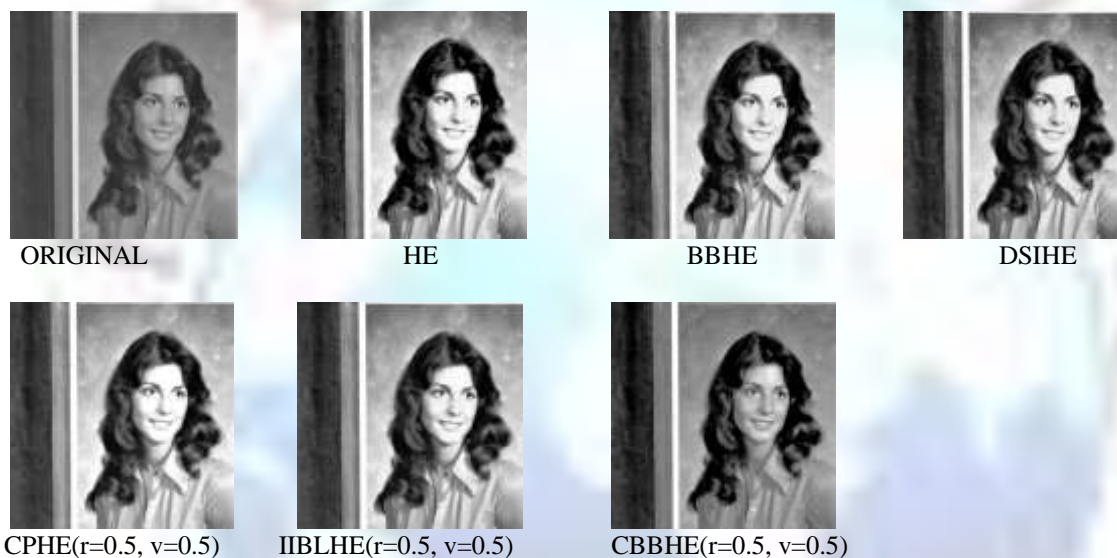 ORIGINAL HE BBHE DSIHE
CPHE(r=0.5, v=0.5) IIBLHE(r=0.5, v=0.5) CBBHE(r=0.5, v=0.5)